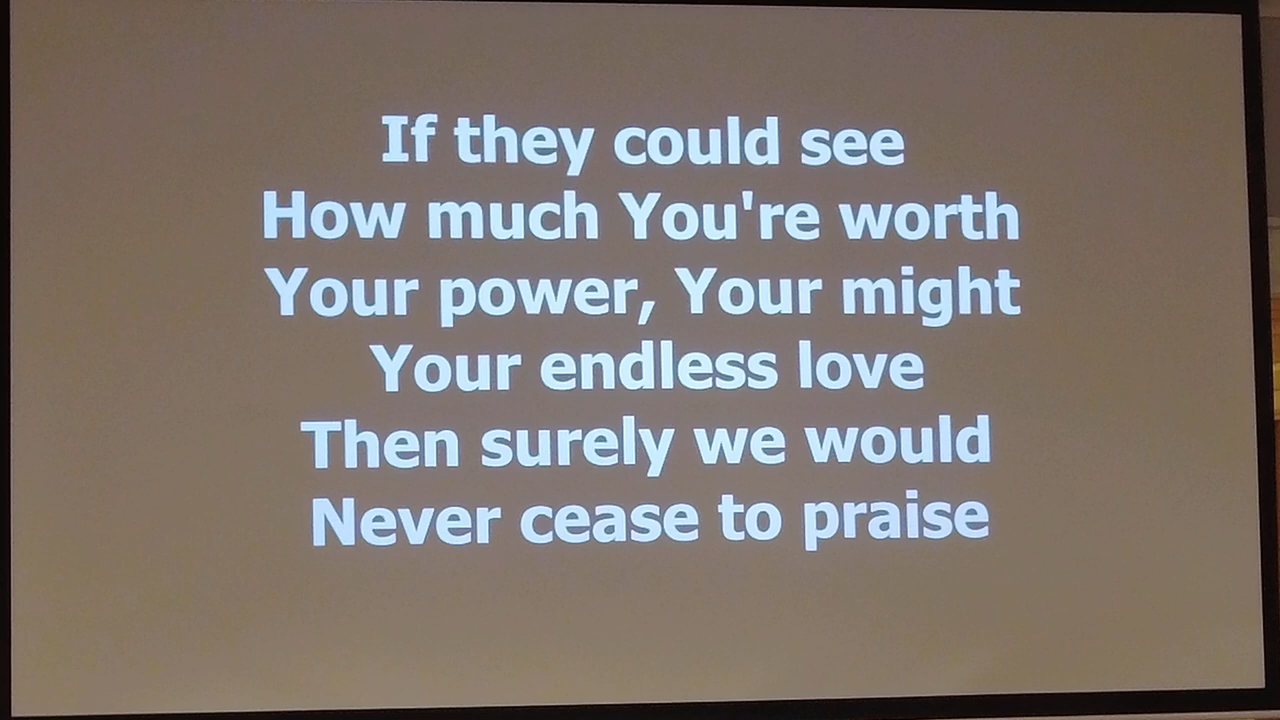 If they could see
How much You're worth
Your power, Your might
Your endless love
Then surely we would
Never cease to praise